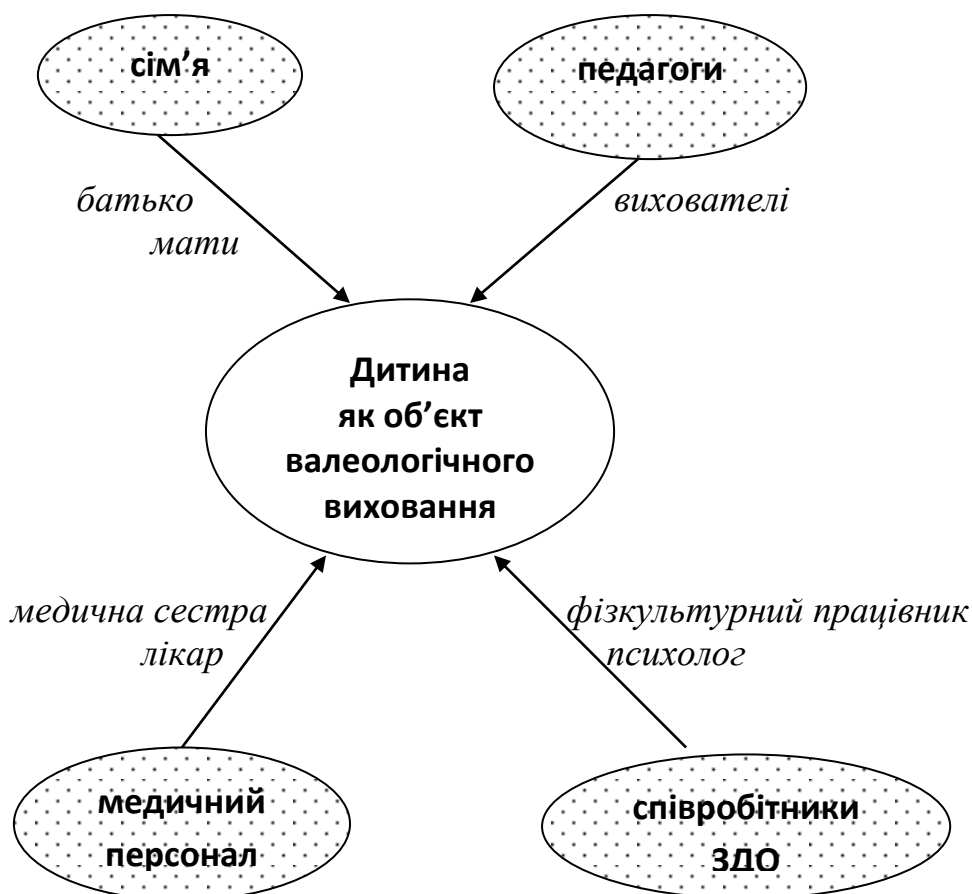 сім’я
педагоги
батько
мати
вихователі
Дитина
як об’єкт
валеологічного
виховання
медична сестра
лікар
фізкультурний працівник
психолог
медичний
персонал
співробітники
ЗДО